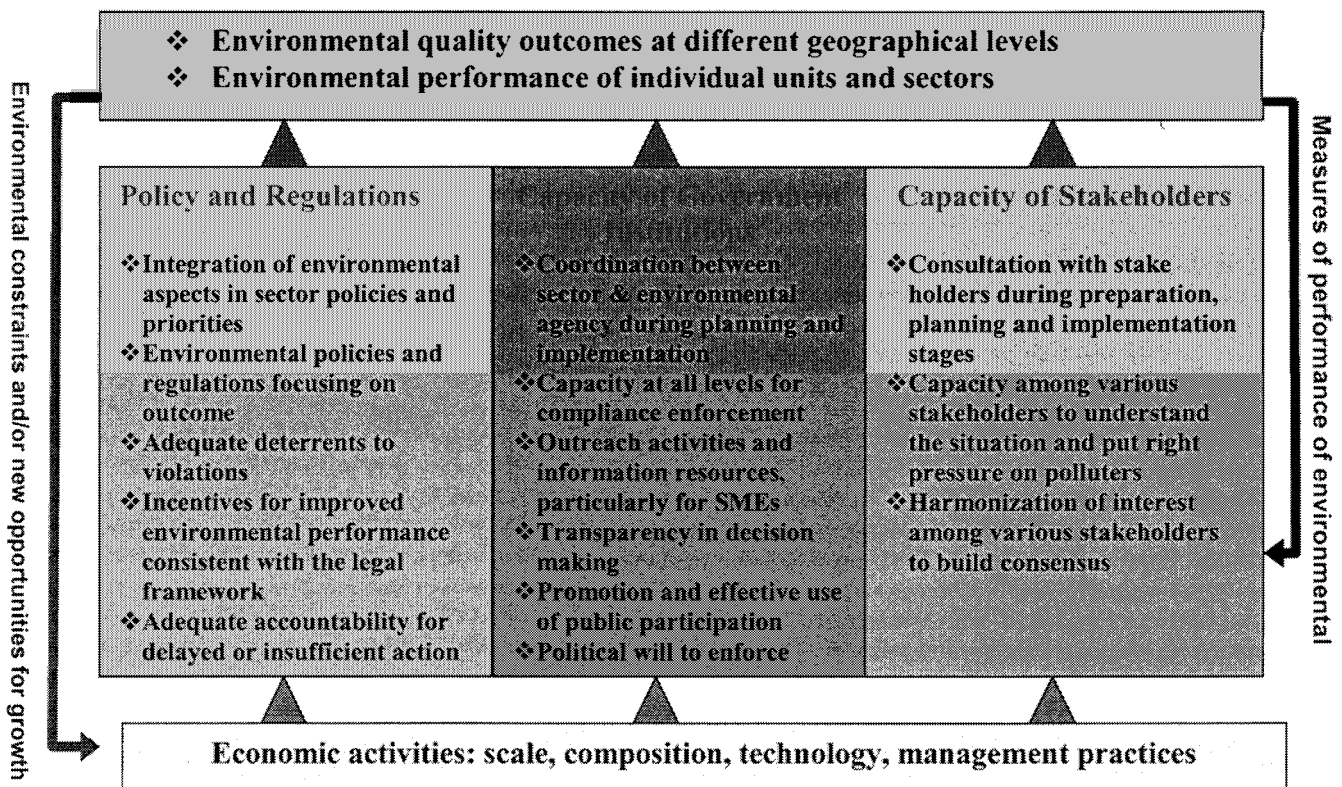 ❖ Environmental quality outcomes at different geographical levels
❖ Environmental performance of individual units and sectors
Environmental constraints and/or new opportunities for growth
Policy and Regulations
❖Integration of environmental
aspects in sector policies and
priorities
❖Environmental policies and
regulations focusing on
outcome
❖Adequate deterrents to
violations
❖Incentives for improved
environmental performance
consistent with the legal
framework
❖Adequate accountability for
delayed or insufficient action
Capacity of Government
Institutions
❖Coordination between
sector & environmental
agency during planning and
implementation
❖Capacity at all levels for
compliance enforcement
❖Outreach activities and
information resources,
particularly for SMEs
❖Transparency in decision
making
❖Promotion and effective use
of public participation
❖Political will to enforce
Capacity of Stakeholders
❖Consultation with stake
holders during preparation,
planning and implementation
stages
❖Capacity among various
stakeholders to understand
the situation and put right
pressure on polluters
❖Harmonization of interest
among various stakeholders
to build consensus
Measures of performance of environmental
Economic activities: scale, composition, technology, management practices